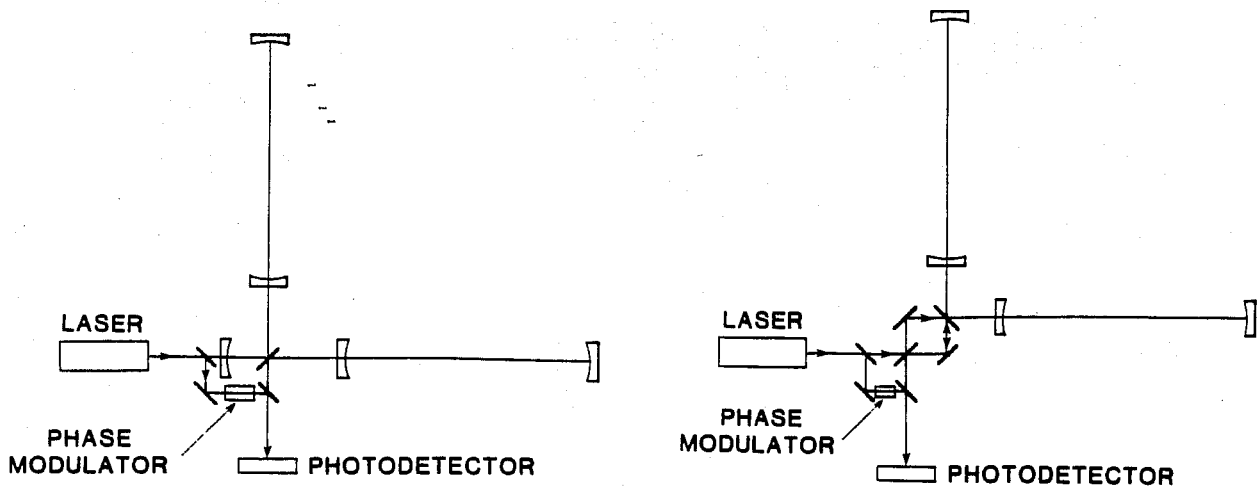 LASER
PHASE
MODULATOR
PHOTODETECTOR
LASER
PHASE
MODULATOR
PHOTODETECTOR